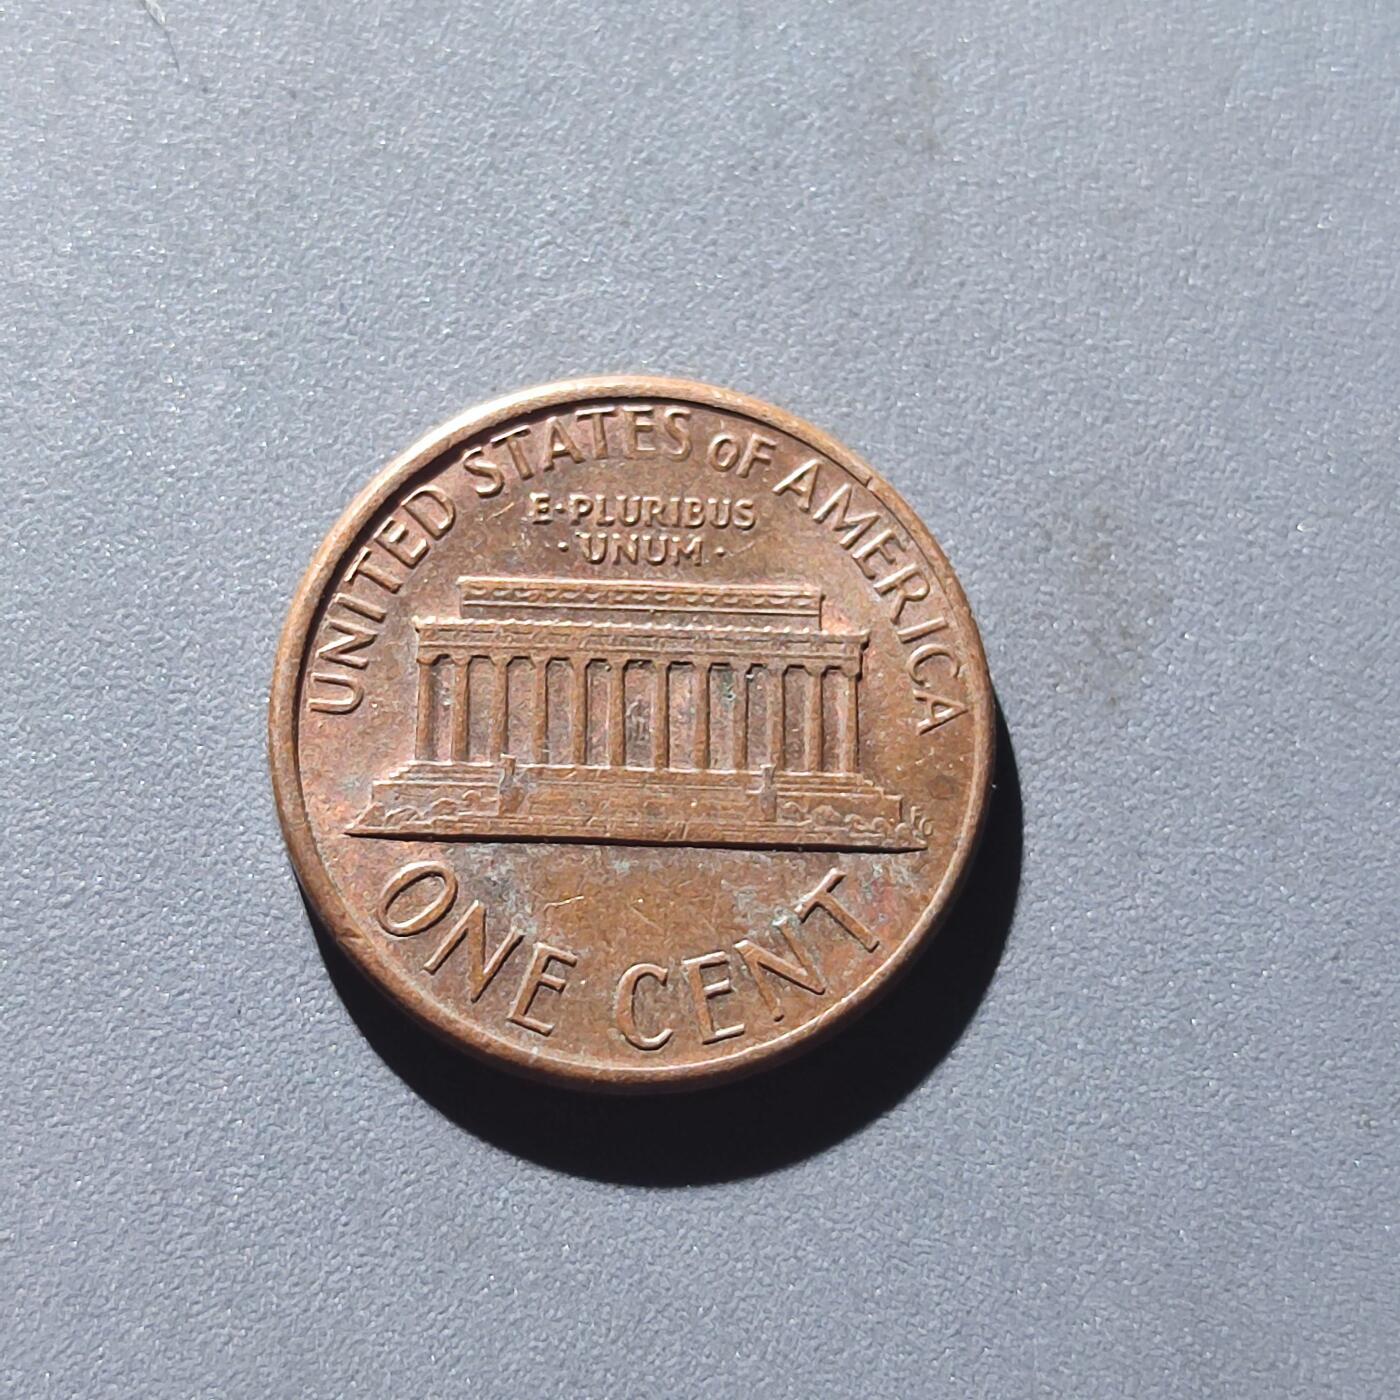 UNITED STATES OF AMERICA
E·PLURIBUS
·UNUM·
ONE CENT